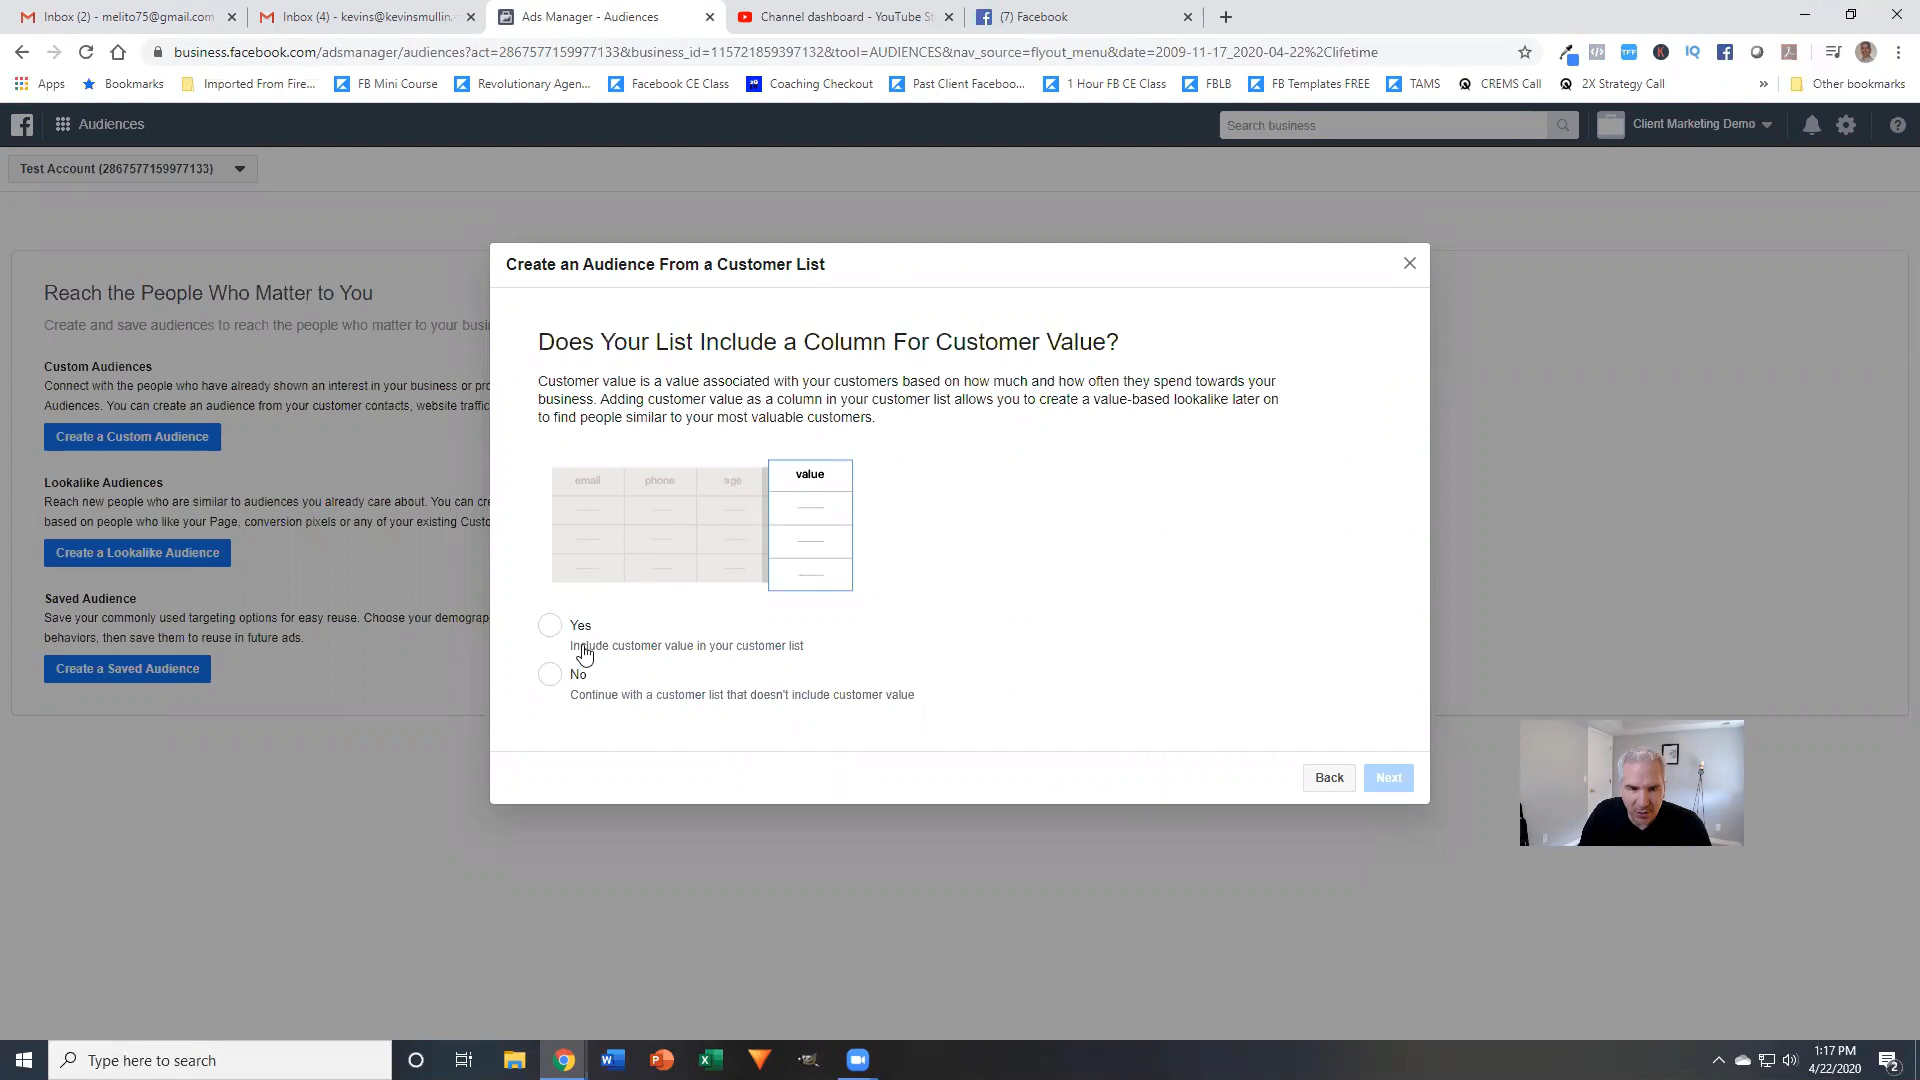 Inbox (2) - melito75@gmail.com
Inbox (4) - kevins@kevinsmullin.
Ads Manager - Audiences
Channel dashboard - YouTube St
(7) Facebook
business.facebook.com/adsmanager/audiences?act=2867577159977133&business_id=115721859397132&tool=AUDIENCES&nav_source=flyout_menu&date=2009-11-17_2020-04-22%2Clifetime
Apps
Bookmarks
Imported From Fire...
FB Mini Course
Revolutionary Agen...
Facebook CE Class
Coaching Checkout
Past Client Faceboo...
1 Hour FB CE Class
FBLB
FB Templates FREE
TAMS
CREMS Call
2X Strategy Call
Other bookmarks
Audiences
Search business
Client Marketing Demo
Test Account (2867577159977133)
Reach the People Who Matter to You
Create and save audiences to reach the people who matter to your busi
Custom Audiences
Connect with the people who have already shown an interest in your business or pro
Audiences. You can create an audience from your customer contacts, website traffic
Create a Custom Audience
Lookalike Audiences
Reach new people who are similar to audiences you already care about. You can cre
based on people who like your Page, conversion pixels or any of your existing Custo
Create a Lookalike Audience
Saved Audience
Save your commonly used targeting options for easy reuse. Choose your demograp
behaviors, then save them to reuse in future ads.
Create a Saved Audience
Create an Audience From a Customer List
Does Your List Include a Column For Customer Value?
Customer value is a value associated with your customers based on how much and how often they spend towards your
business. Adding customer value as a column in your customer list allows you to create a value-based lookalike later on
to find people similar to your most valuable customers.
email phone age value
Yes
Include customer value in your customer list
No
Continue with a customer list that doesn't include customer value
Back
Next
Type here to search
1:17 PM
4/22/2020
2